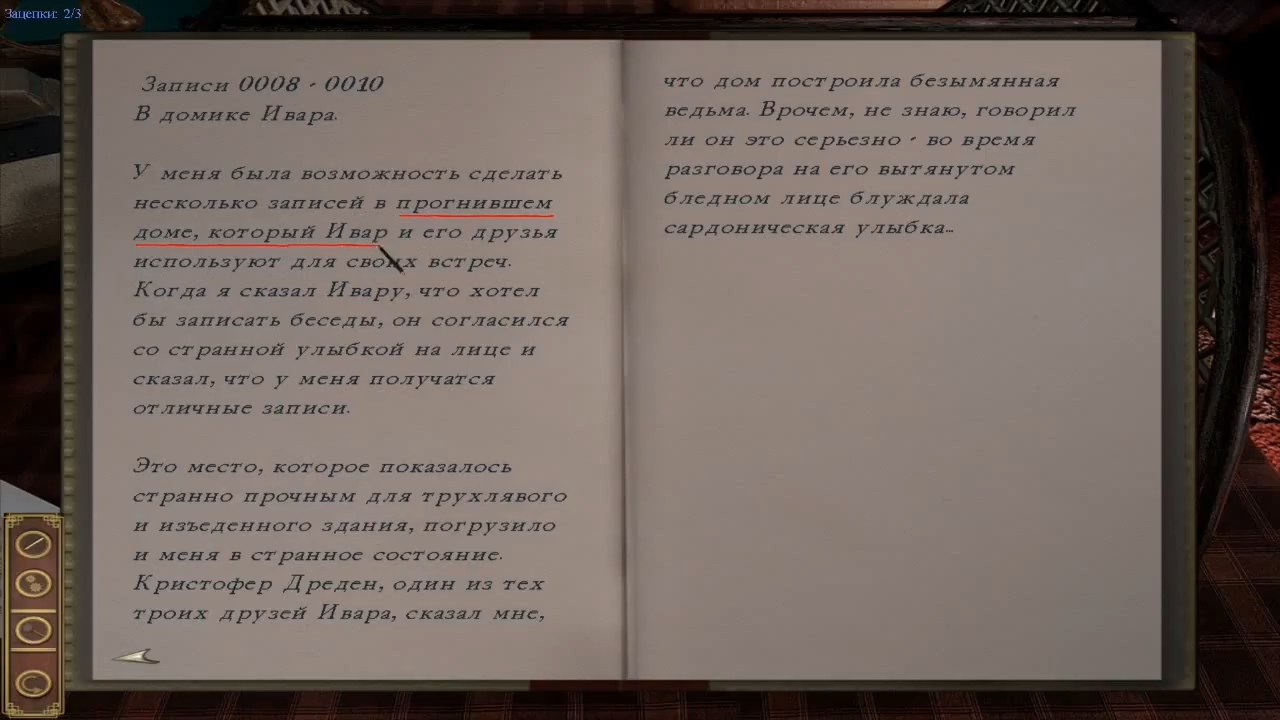 Зацепки: 2/3
Записи 0008 - 0010
В домике Ивара.
У меня была возможность сделать
несколько записей в прогнившем
доме, который Ивар и его друзья
используют для своих встреч.
Когда я сказал Ивару, что хотел
бы записать беседы, он согласился
со странной улыбкой на лице и
сказал, что у меня получатся
отличные записи.
Это место, которое показалось
странно прочным для трухлявого
и изъеденного здания, погрузило
и меня в странное состояние.
Кристофер Дреден, один из тех
троих друзей Ивара, сказал мне,
что дом построила безымянная
ведьма. Врочем, не знаю, говорил
ли он это серьезно - во время
разговора на его вытянутом
бледном лице блуждала
сардоническая улыбка...